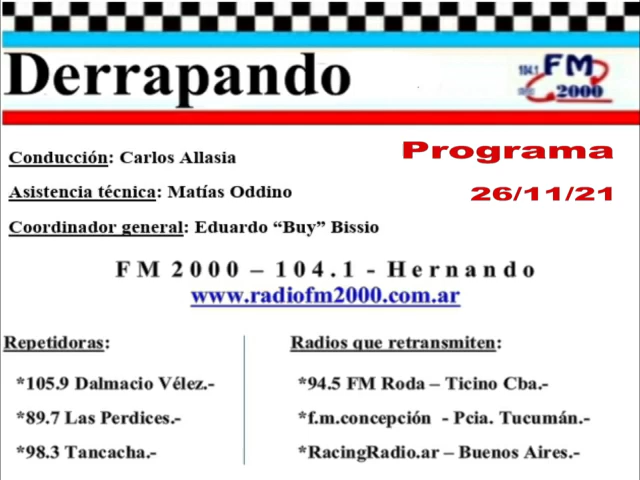 Derrapando
104.1 FM
2000
Conducción: Carlos Allasia
Programa
Asistencia técnica: Matías Oddino
26/11/21
Coordinador general: Eduardo “Buy” Bissio
FM 2000 – 104.1 - Hernando
www.radiofm2000.com.ar
Repetidoras:
*105.9 Dalmacio Vélez.-
*89.7 Las Perdices.-
*98.3 Tancacha.-
Radios que retransmiten:
*94.5 FM Roda – Ticino Cba.-
*f.m.concepción - Pcia. Tucumán.-
*RacingRadio.ar – Buenos Aires.-